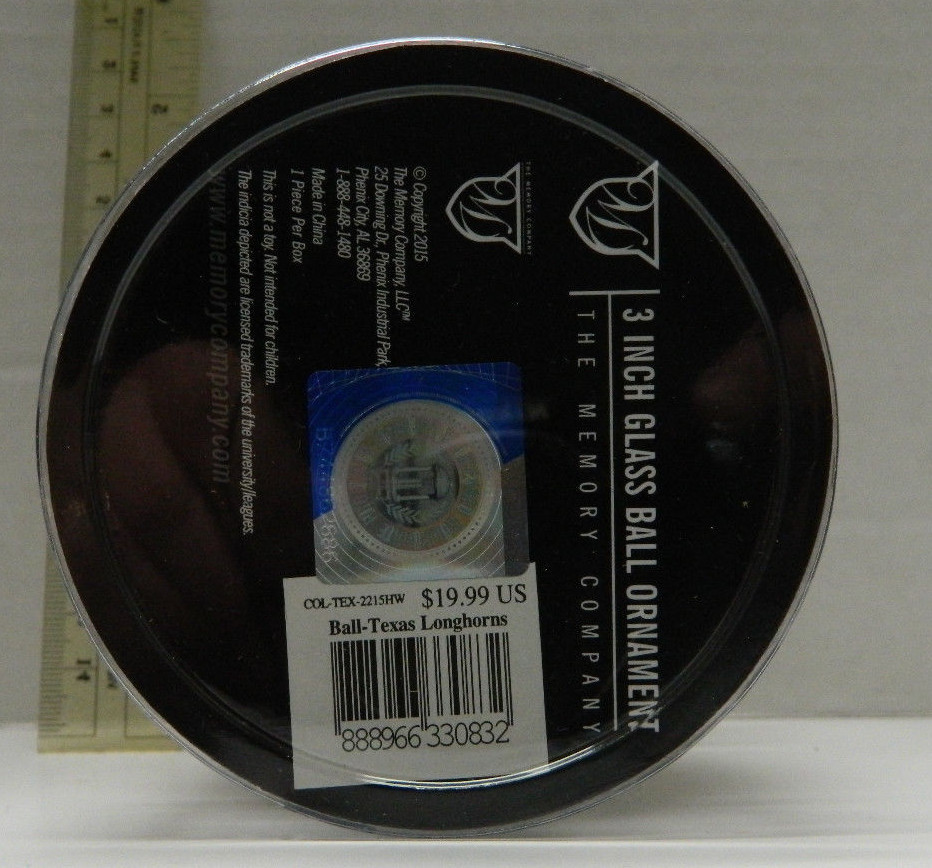 3 INCH GLASS BALL ORNAMENT
THE MEMORY COMPANY
THE MEMORY COMPANY
© Copyright 2015
The Memory Company, LLC™
25 Downing Dr. Phenix Industrial Park,
Phenix City, AL 36869
1-888-448-1480
Made in China
1 Piece Per Box
This is not a toy. Not intended for children.
The indicia depicted are licensed trademarks of the university/leagues.
www.memorycompany.com
COL-TEX-2215HW $19.99 US
Ball-Texas Longhorns
888966 330832